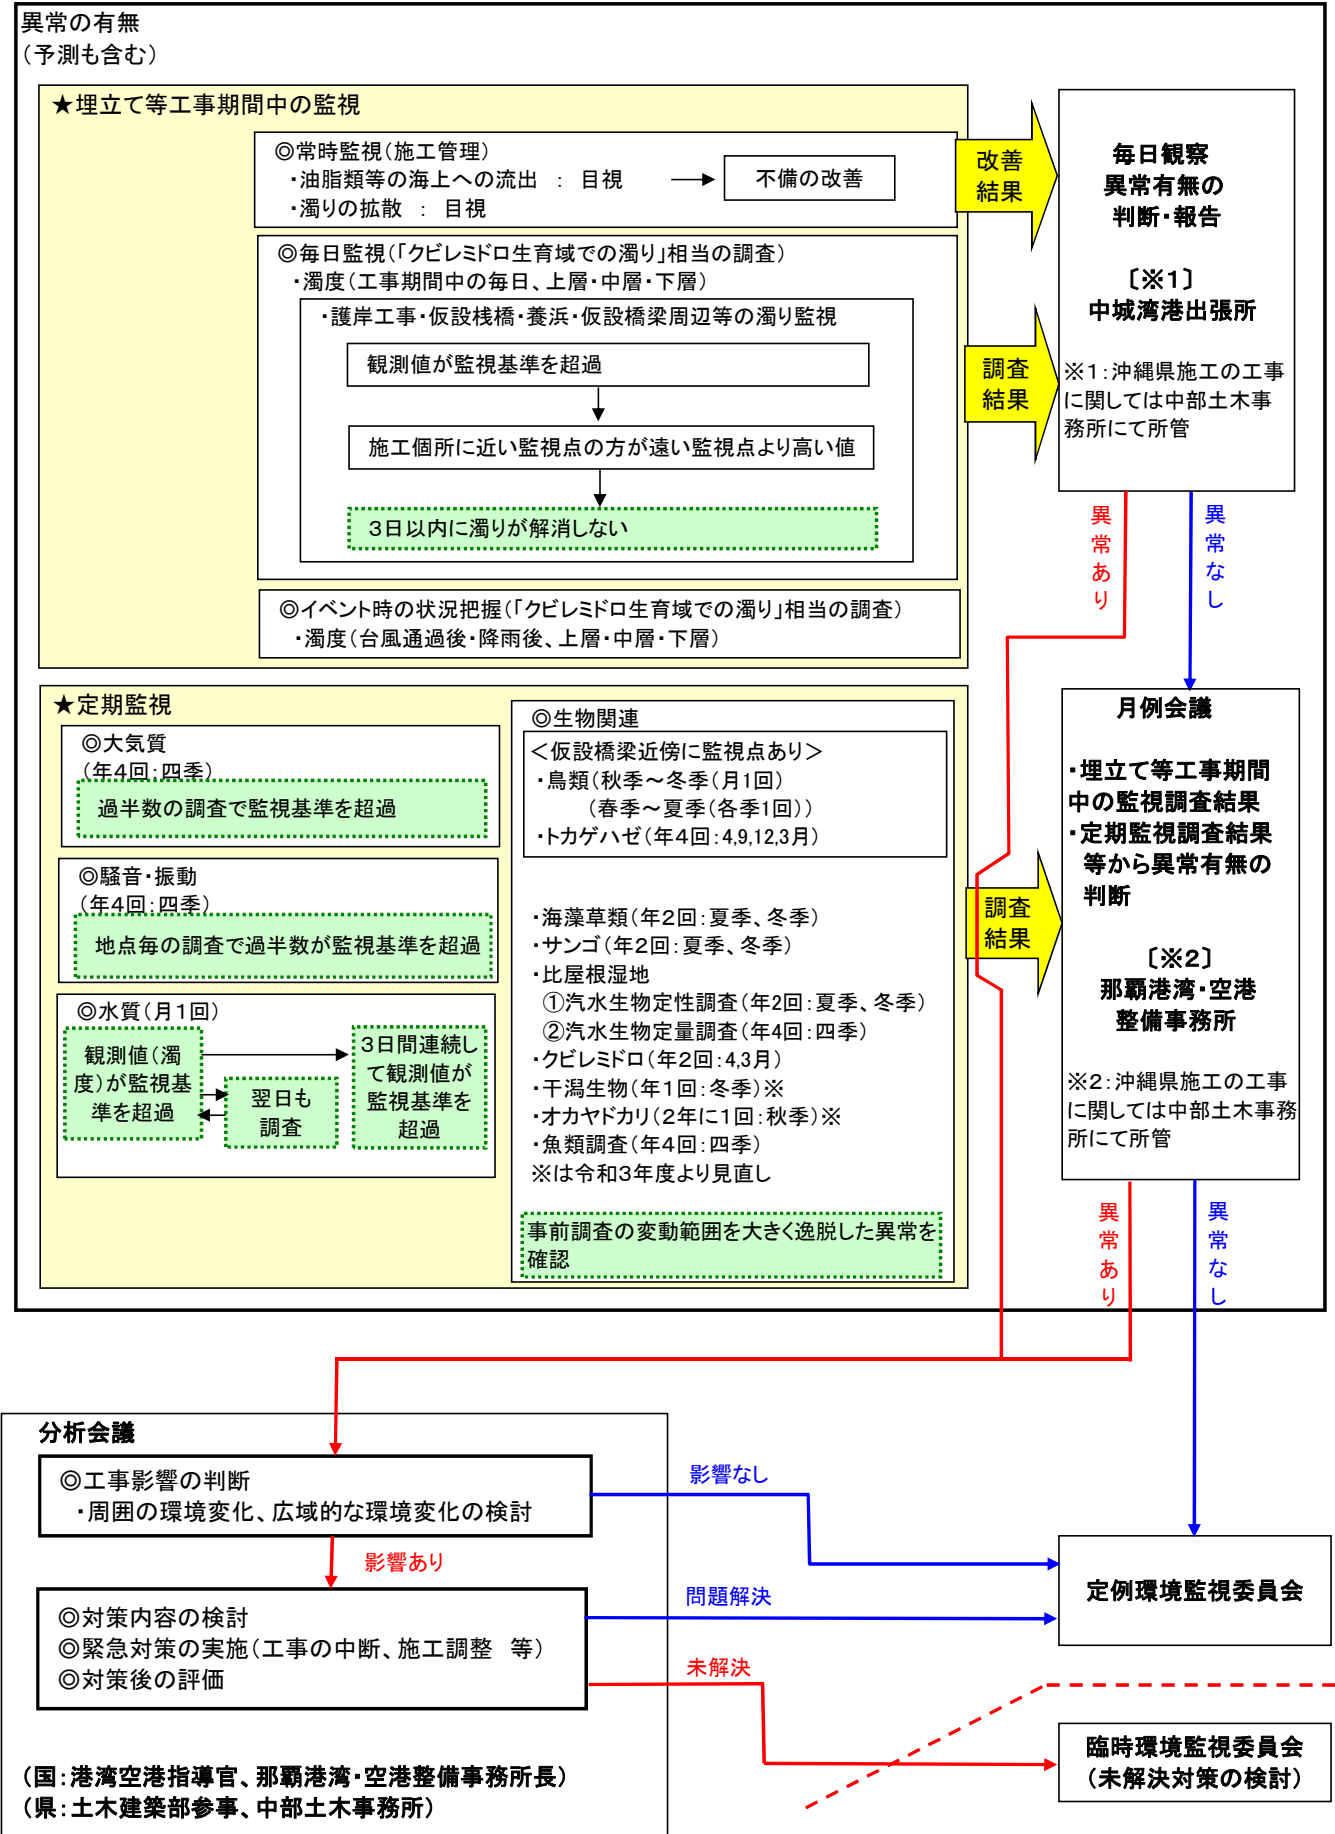 異常の有無
（予測も含む）
★埋立て等工事期間中の監視
◎常時監視（施工管理）
・油脂類等の海上への流出　：　目視
・濁りの拡散　：　目視
不備の改善
改善
結果
◎毎日監視（「クビレミドロ生育域での濁り」相当の調査）
・濁度（工事期間中の毎日、上層・中層・下層）
・護岸工事・仮設桟橋・養浜・仮設橋梁周辺等の濁り監視
観測値が監視基準を超過
施工個所に近い監視点の方が遠い監視点より高い値
3日以内に濁りが解消しない
調査
結果
◎イベント時の状況把握（「クビレミドロ生育域での濁り」相当の調査）
・濁度（台風通過後・降雨後、上層・中層・下層）
毎日観察
異常有無の
判断・報告
〔※1〕
中城湾港出張所
※1：沖縄県施工の工事
に関しては中部土木事
務所にて所管
異常あり
異常なし
★定期監視
◎大気質
（年4回：四季）
過半数の調査で監視基準を超過
◎騒音・振動
（年4回：四季）
地点毎の調査で過半数が監視基準を超過
◎水質（月1回）
観測値（濁
度）が監視基
準を超過
翌日も
調査
3日間連続し
て観測値が
監視基準を
超過
◎生物関連
＜仮設橋梁近傍に監視点あり＞
・鳥類（秋季～冬季（月1回）
（春季～夏季（各季1回））
・トカゲハゼ（年4回：4,9,12,3月）
・海藻草類（年2回：夏季、冬季）
・サンゴ（年2回：夏季、冬季）
・比屋根湿地
①汽水生物定性調査（年2回：夏季、冬季）
②汽水生物定量調査（年4回：四季）
・クビレミドロ（年2回：4,3月）
・干潟生物（年1回：冬季）※
・オカヤドカリ（2年に1回：秋季）※
・魚類調査（年4回：四季）
※は令和3年度より見直し
事前調査の変動範囲を大きく逸脱した異常を
確認
調査
結果
月例会議
・埋立て等工事期間
中の監視調査結果
・定期監視調査結果
等から異常有無の
判断
〔※2〕
那覇港湾・空港
整備事務所
※2：沖縄県施工の工事
に関しては中部土木事務
所にて所管
異常あり
異常なし
分析会議
◎工事影響の判断
・周囲の環境変化、広域的な環境変化の検討
影響なし
影響あり
◎対策内容の検討
◎緊急対策の実施（工事の中断、施工調整　等）
◎対策後の評価
問題解決
未解決
定例環境監視委員会
臨時環境監視委員会
（未解決対策の検討）
（国：港湾空港指導官、那覇港湾・空港整備事務所長）
（県：土木建築部参事、中部土木事務所）